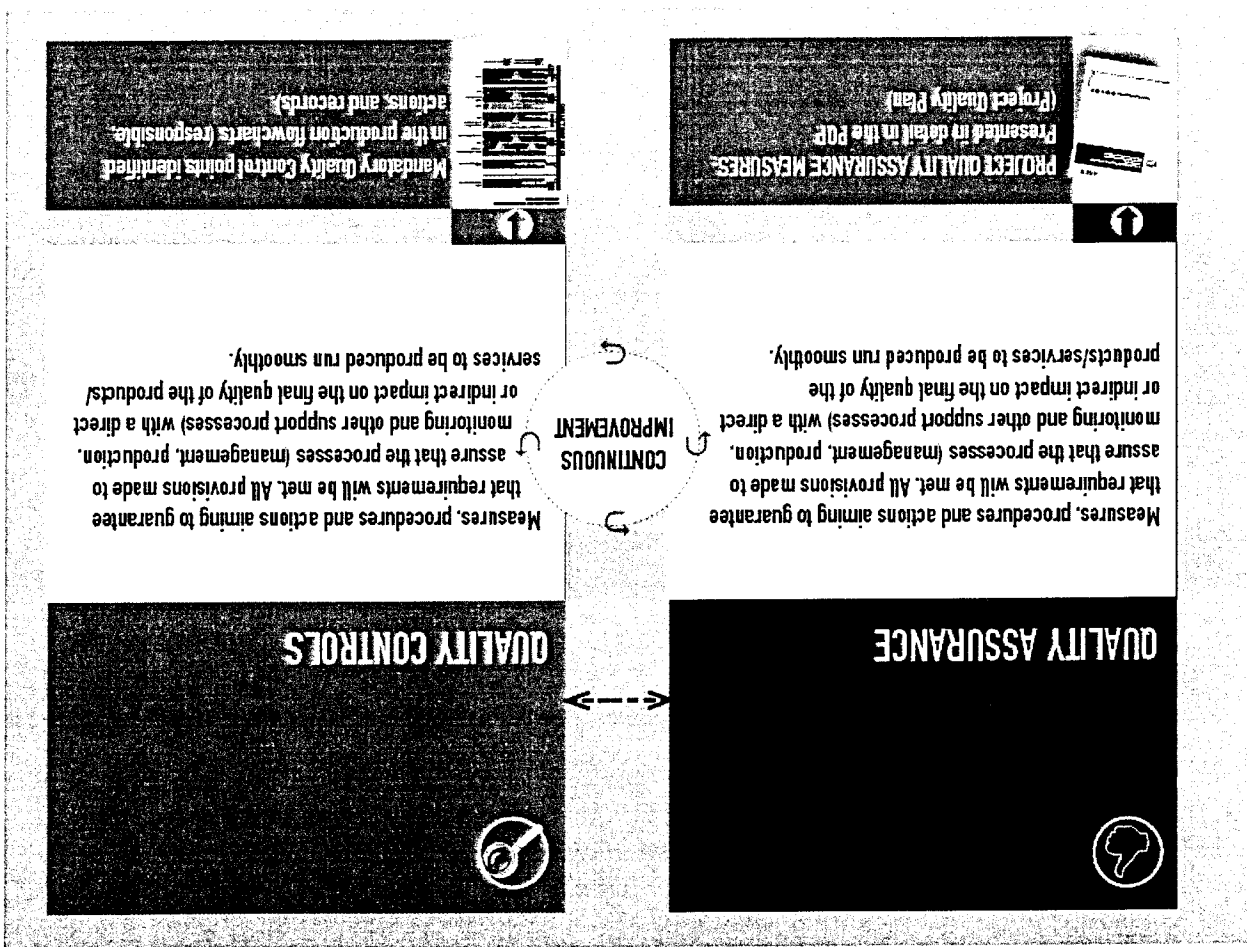 QUALITY ASSURANCE
Measures, procedures and actions aiming to guarantee
that requirements will be met. All provisions made to
assure that the processes (management, production,
monitoring and other support processes) with a direct
or indirect impact on the final quality of the
products/services to be produced run smoothly.
PROJECT QUALITY ASSURANCE MEASURES.
Presented in detail in the PQP
(Project Quality Plan)
CONTINUOUS
IMPROVEMENT
QUALITY CONTROLS
Measures, procedures and actions aiming to guarantee
that requirements will be met. All provisions made to
assure that the processes (management, production,
monitoring and other support processes) with a direct
or indirect impact on the final quality of the products/
services to be produced run smoothly.
Mandatory Quality Control points identified
in the production flowcharts (responsible,
actions, and records).